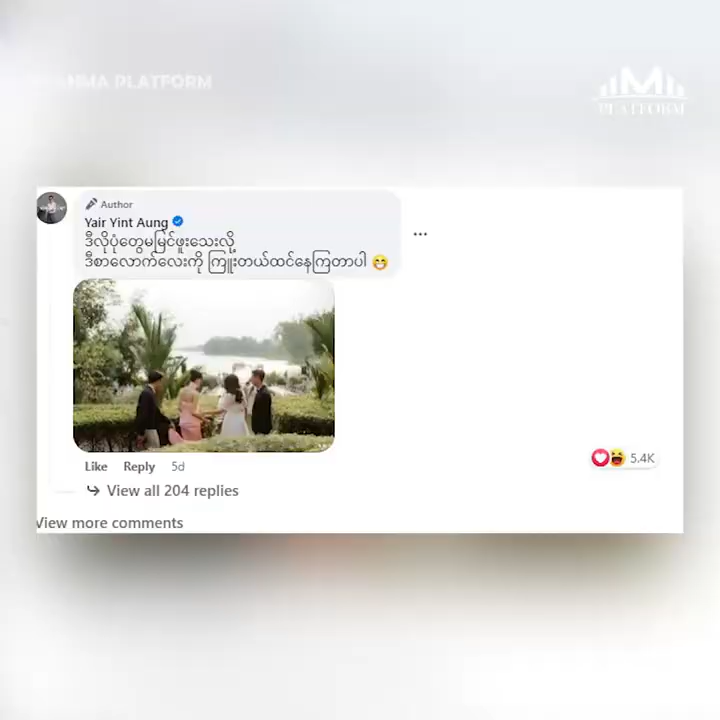 MMA PLATFORM
M
PLATFORM
Author
Yair Yint Aung
ဒီလိုပုံတွေမမြင်ဖူးသေးလို့
ဒီစာလောက်လေးကို ကြူးတယ်ထင်နေကြတာပါ 😁
...
Like Reply 5d
5.4K
View all 204 replies
View more comments